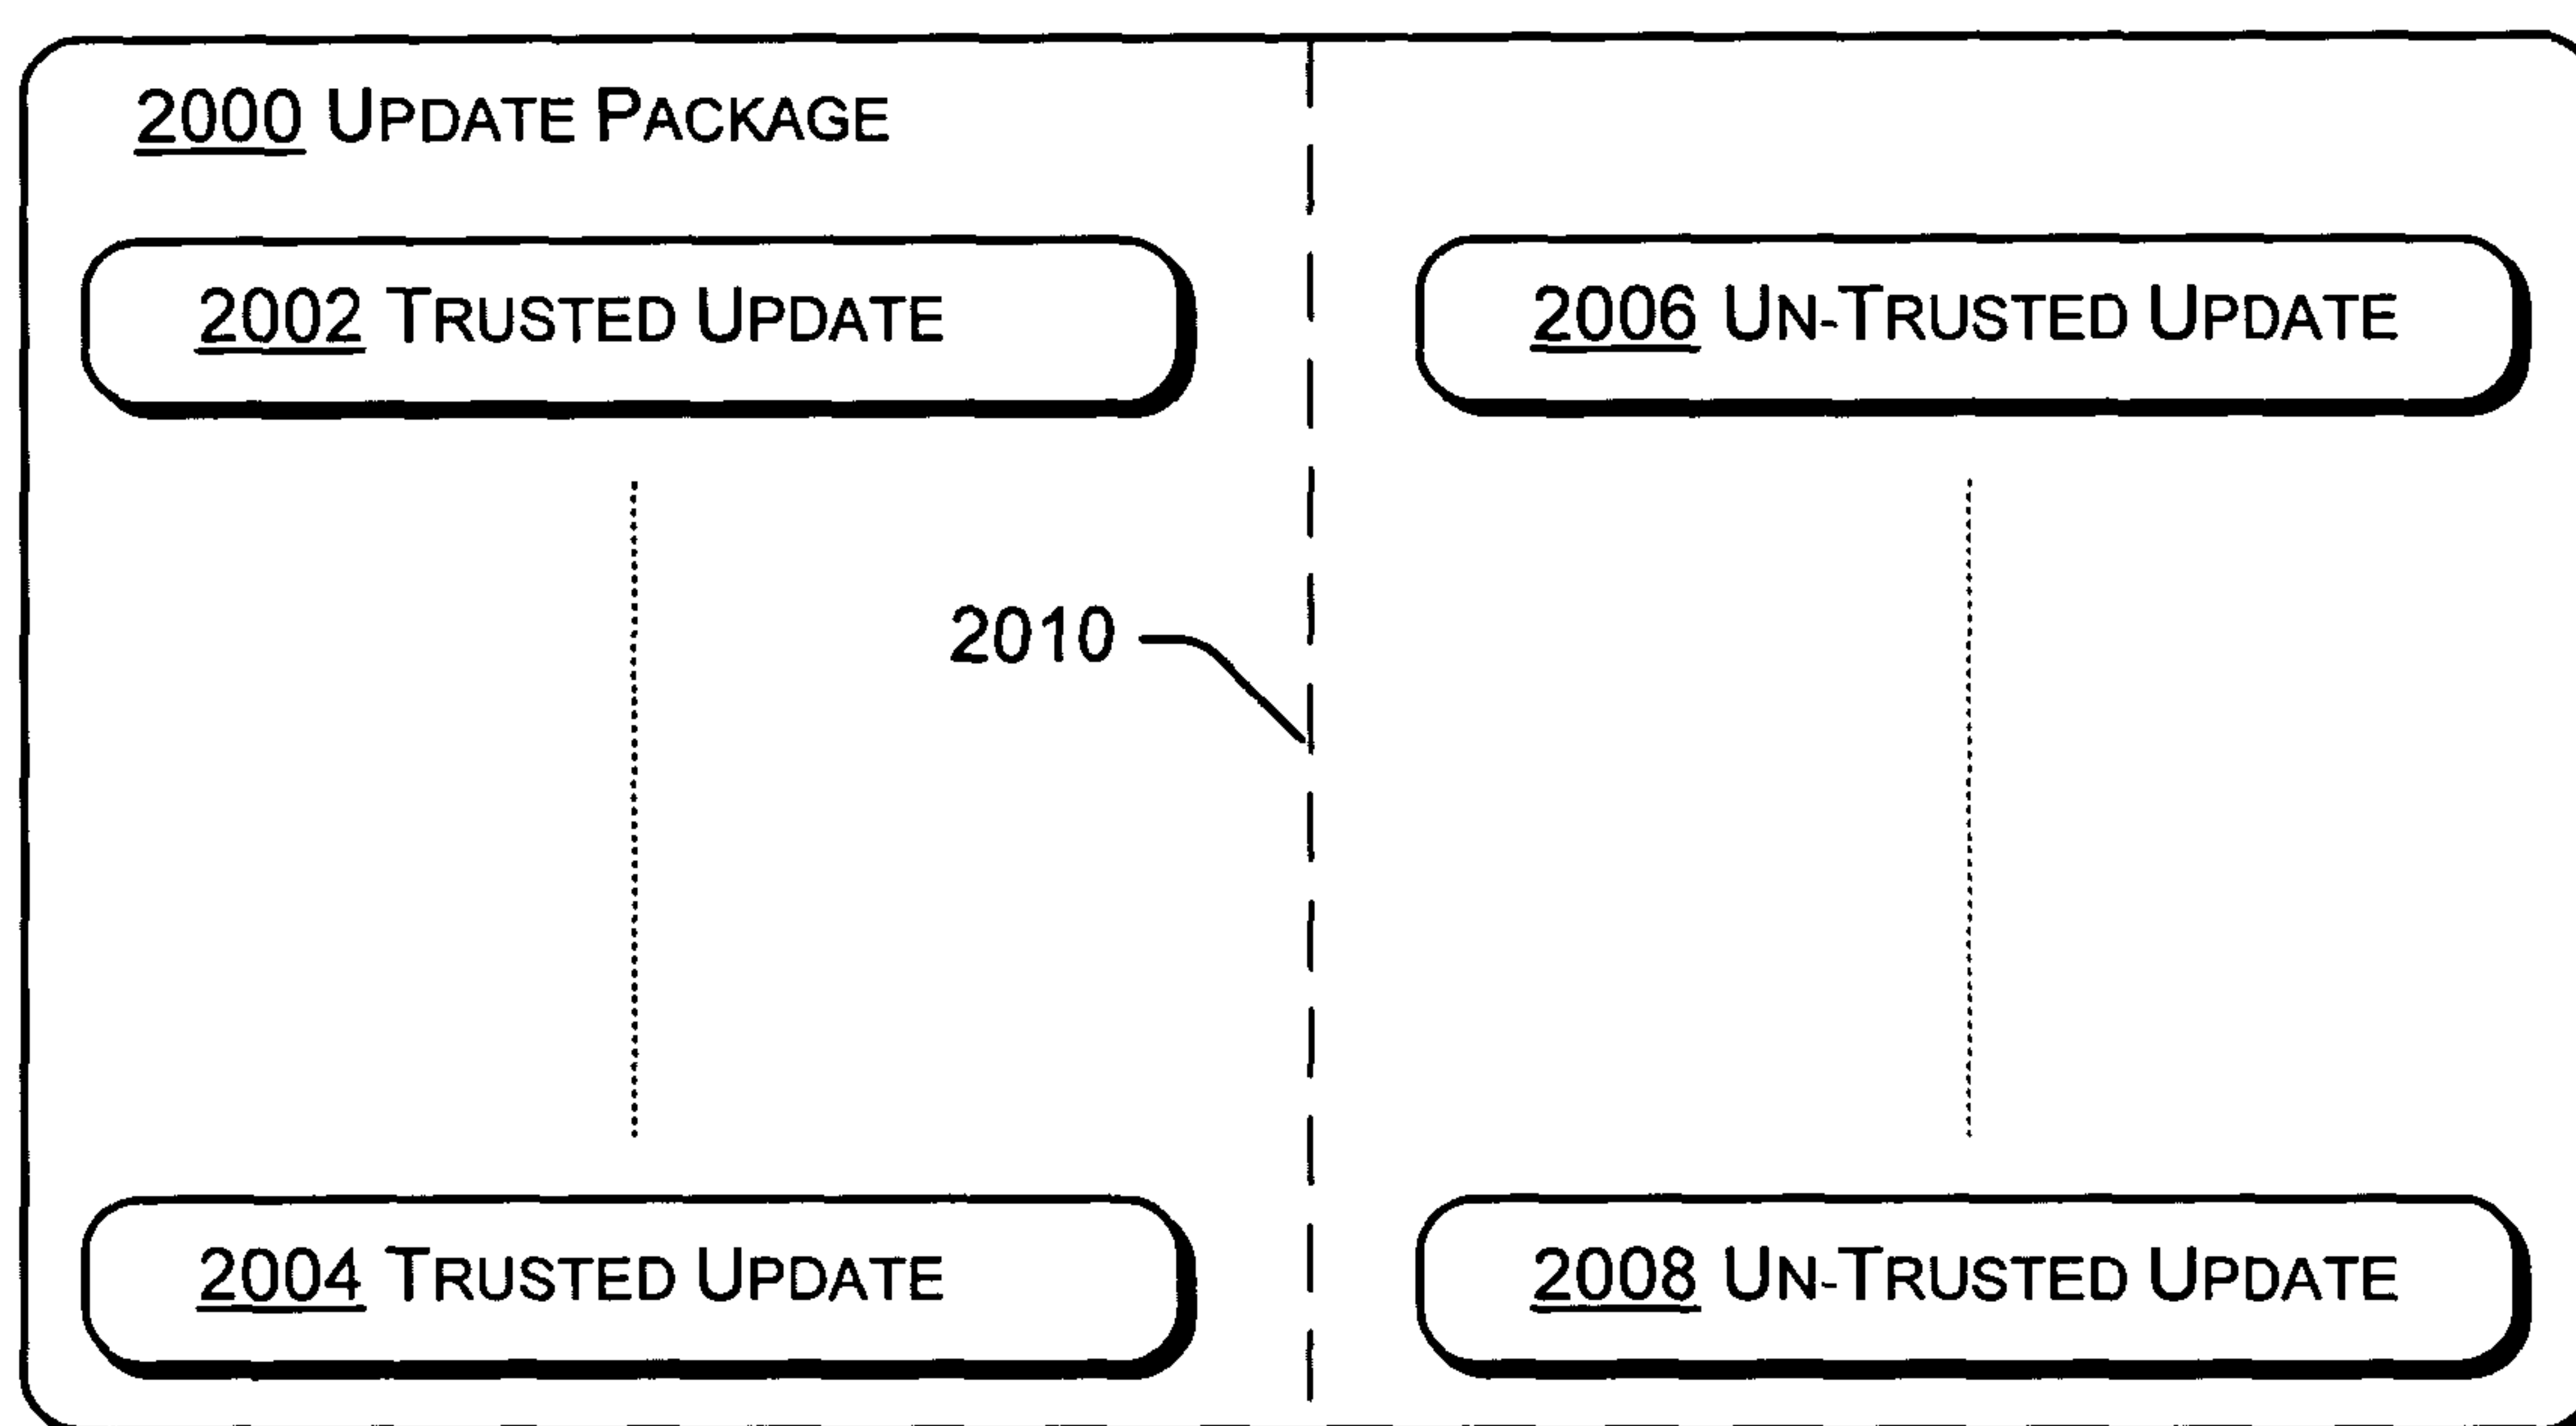 2000 UPDATE PACKAGE
2002 TRUSTED UPDATE
2006 UN-TRUSTED UPDATE
2010
2004 TRUSTED UPDATE
2008 UN-TRUSTED UPDATE